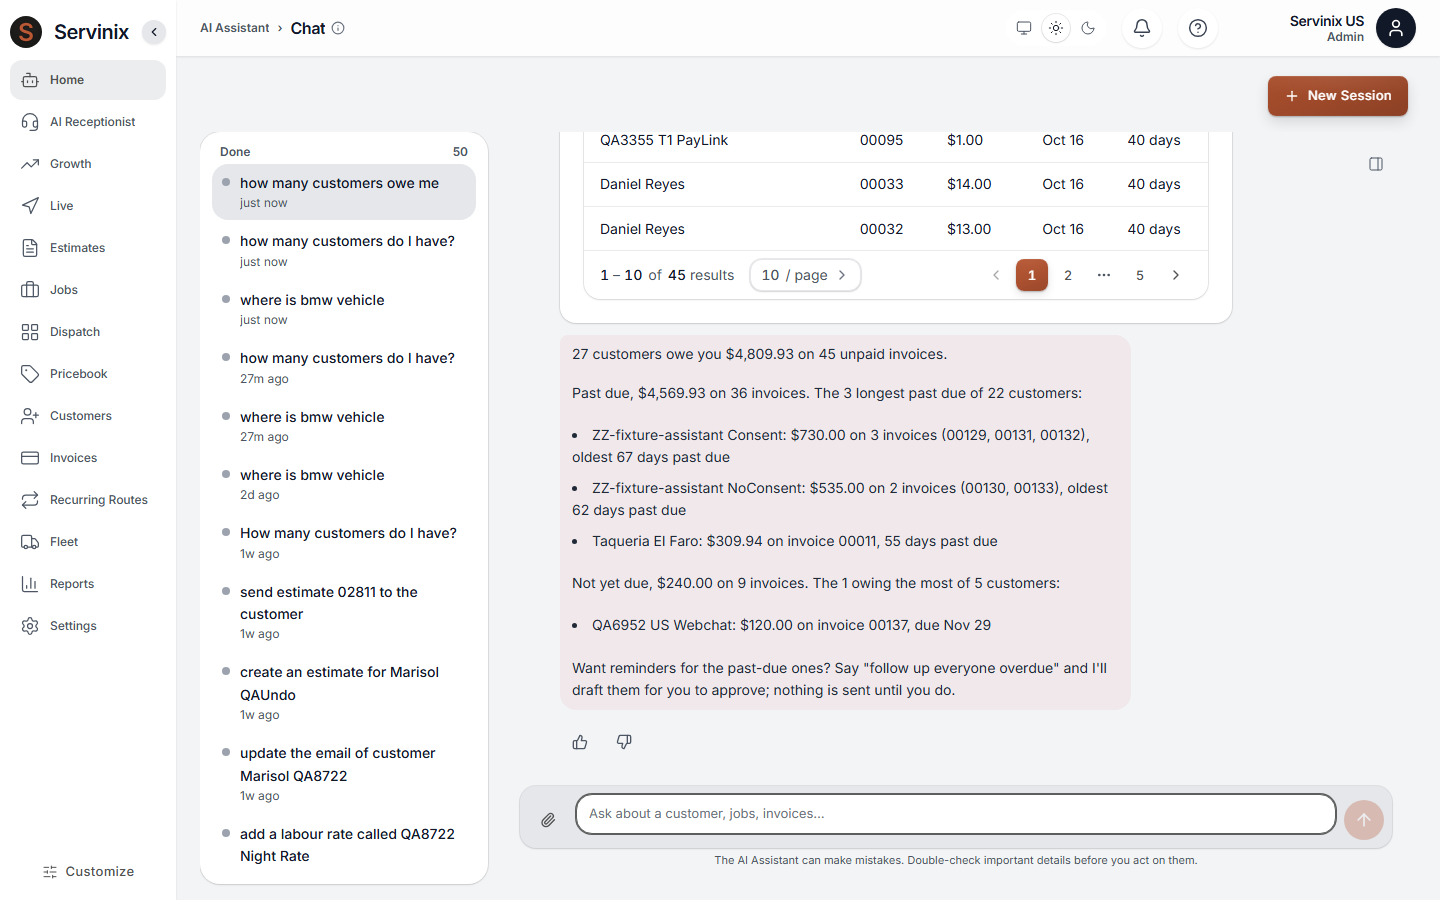 S Servinix
Home
AI Receptionist
Growth
Live
Estimates
Jobs
Dispatch
Pricebook
Customers
Invoices
Recurring Routes
Fleet
Reports
Settings
Customize
AI Assistant › Chat
Servinix US
Admin
+ New Session
Done 50
how many customers owe me
just now
how many customers do I have?
just now
where is bmw vehicle
just now
how many customers do I have?
27m ago
where is bmw vehicle
27m ago
where is bmw vehicle
2d ago
How many customers do I have?
1w ago
send estimate 02811 to the
customer
1w ago
create an estimate for Marisol
QAUndo
1w ago
update the email of customer
Marisol QA8722
1w ago
add a labour rate called QA8722
Night Rate
QA3355 T1 PayLink 00095 $1.00 Oct 16 40 days
Daniel Reyes 00033 $14.00 Oct 16 40 days
Daniel Reyes 00032 $13.00 Oct 16 40 days
1 – 10 of 45 results 10 / page 1 2 ••• 5
27 customers owe you $4,809.93 on 45 unpaid invoices.
Past due, $4,569.93 on 36 invoices. The 3 longest past due of 22 customers:
• ZZ-fixture-assistant Consent: $730.00 on 3 invoices (00129, 00131, 00132),
oldest 67 days past due
• ZZ-fixture-assistant NoConsent: $535.00 on 2 invoices (00130, 00133), oldest
62 days past due
• Taqueria El Faro: $309.94 on invoice 00011, 55 days past due
Not yet due, $240.00 on 9 invoices. The 1 owing the most of 5 customers:
• QA6952 US Webchat: $120.00 on invoice 00137, due Nov 29
Want reminders for the past-due ones? Say "follow up everyone overdue" and I'll
draft them for you to approve; nothing is sent until you do.
Ask about a customer, jobs, invoices...
The AI Assistant can make mistakes. Double-check important details before you act on them.